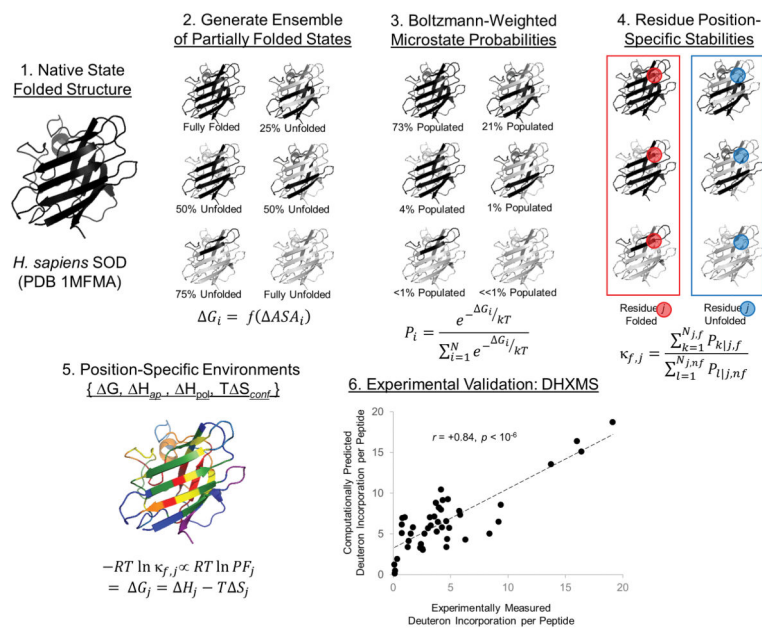 1. Native State
Folded Structure
H. sapiens SOD
(PDB 1MFMA)
2. Generate Ensemble
of Partially Folded States
Fully Folded
25% Unfolded
50% Unfolded
50% Unfolded
75% Unfolded
Fully Unfolded
ΔG_i = f(ΔASA_i)
3. Boltzmann-Weighted
Microstate Probabilities
73% Populated
21% Populated
4% Populated
1% Populated
<1% Populated
<<1% Populated
P_i = e^{-ΔG_i/kT} / ∑_{i=1}^{N} e^{-ΔG_i/kT}
4. Residue Position-
Specific Stabilities
Residue j
Folded
Residue j
Unfolded
κ_{f,j} = ∑_{k=1}^{N_{j,f}} P_{k|j,f} / ∑_{l=1}^{N_{j,nf}} P_{l|j,nf}
5. Position-Specific Environments
{ ΔG, ΔH_{ap} , ΔH_{pol}, TΔS_{conf} }
−RT ln κ_{f,j} ∝ RT ln PF_j
= ΔG_j = ΔH_j − TΔS_j
6. Experimental Validation: DHXMS
r = +0.84, p < 10^{-6}
Computationally Predicted
Deuteron Incorporation per Peptide
20
15
10
5
0
0
5
10
15
20
Experimentally Measured
Deuteron Incorporation per Peptide